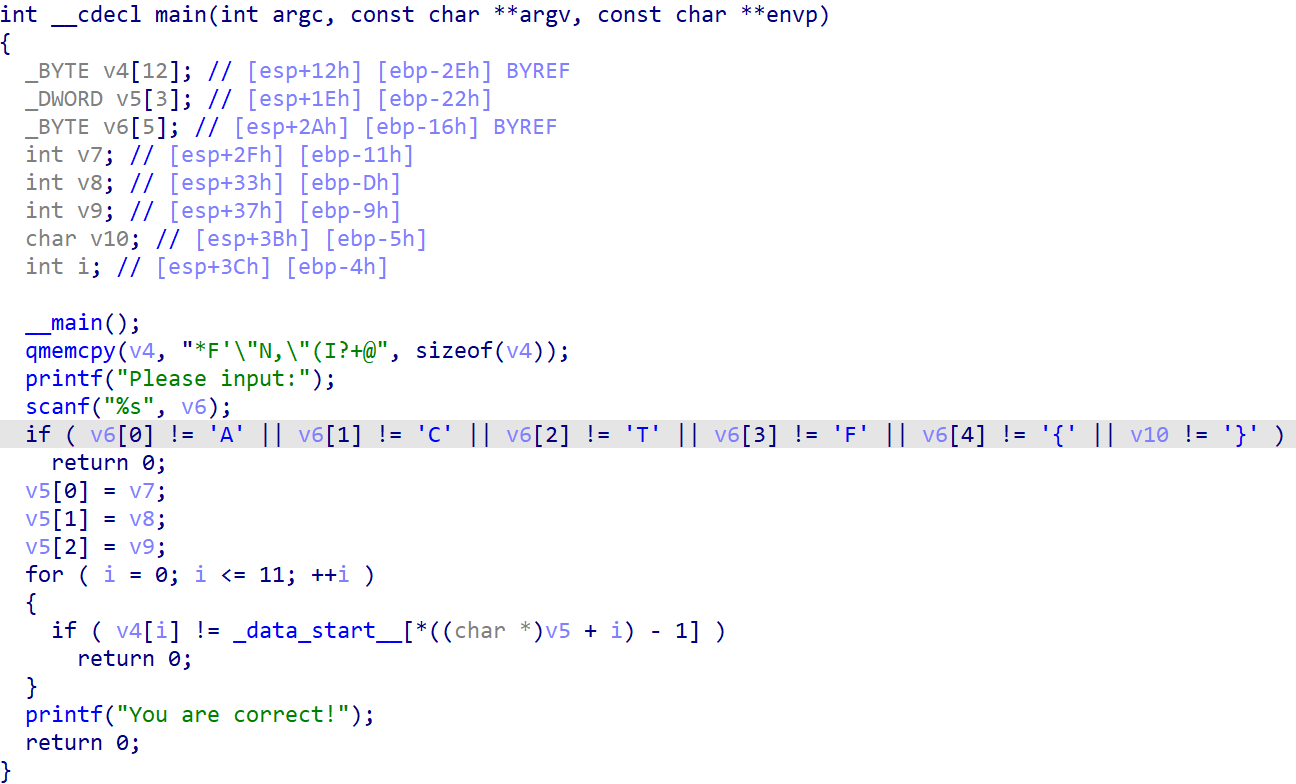 int __cdecl main(int argc, const char **argv, const char **envp)
{
  _BYTE v4[12]; // [esp+12h] [ebp-2Eh] BYREF
  _DWORD v5[3]; // [esp+1Eh] [ebp-22h]
  _BYTE v6[5]; // [esp+2Ah] [ebp-16h] BYREF
  int v7; // [esp+2Fh] [ebp-11h]
  int v8; // [esp+33h] [ebp-Dh]
  int v9; // [esp+37h] [ebp-9h]
  char v10; // [esp+3Bh] [ebp-5h]
  int i; // [esp+3Ch] [ebp-4h]

  __main();
  qmemcpy(v4, "*F'\"N,\"(I?+@", sizeof(v4));
  printf("Please input:");
  scanf("%s", v6);
  if ( v6[0] != 'A' || v6[1] != 'C' || v6[2] != 'T' || v6[3] != 'F' || v6[4] != '{' || v10 != '}' )
    return 0;
  v5[0] = v7;
  v5[1] = v8;
  v5[2] = v9;
  for ( i = 0; i <= 11; ++i )
  {
    if ( v4[i] != _data_start__[*((char *)v5 + i) - 1] )
      return 0;
  }
  printf("You are correct!");
  return 0;
}